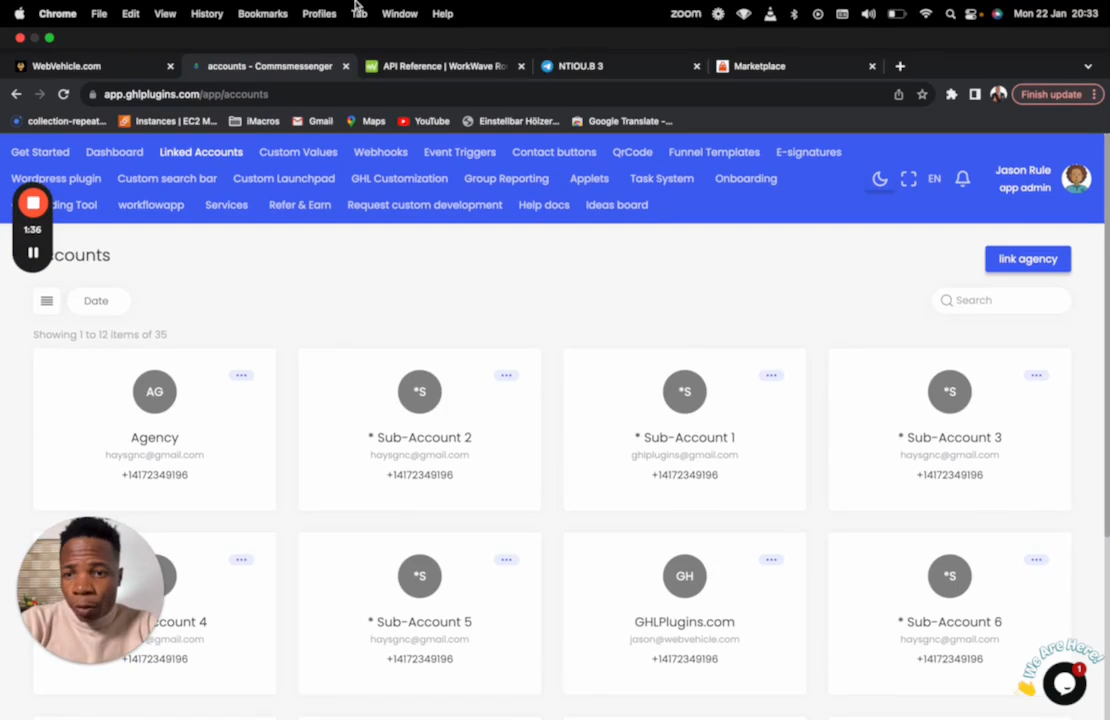 Chrome File Edit View History Bookmarks Profiles Tab Window Help zoom Mon 22 Jan 20:33
WebVehicle.com accounts - Commsmessenger API Reference | WorkWave Ro NTIOU.B 3 Marketplace
app.ghlplugins.com/app/accounts Finish update
collection-repeat... Instances | EC2 M... iMacros Gmail Maps YouTube Einstellbar Hölzer... Google Translate -...
Get Started Dashboard Linked Accounts Custom Values Webhooks Event Triggers Contact buttons QrCode Funnel Templates E-signatures
Wordpress plugin Custom search bar Custom Launchpad GHL Customization Group Reporting Applets Task System Onboarding
ding Tool workflowapp Services Refer & Earn Request custom development Help docs Ideas board
EN
Jason Rule
app admin
1:36
counts
link agency
Date
Search
Showing 1 to 12 items of 35
AG *S *S *S
Agency * Sub-Account 2 * Sub-Account 1 * Sub-Account 3
haysgnc@gmail.com haysgnc@gmail.com ghlplugins@gmail.com haysgnc@gmail.com
+14172349196 +14172349196 +14172349196 +14172349196
*S GH *S
count 4 * Sub-Account 5 GHLPlugins.com * Sub-Account 6
@gmail.com haysgnc@gmail.com jason@webvehicle.com haysgnc@gmail.com
+14172349196 +14172349196 +14172349196 +14172349196
We Are Here!
1